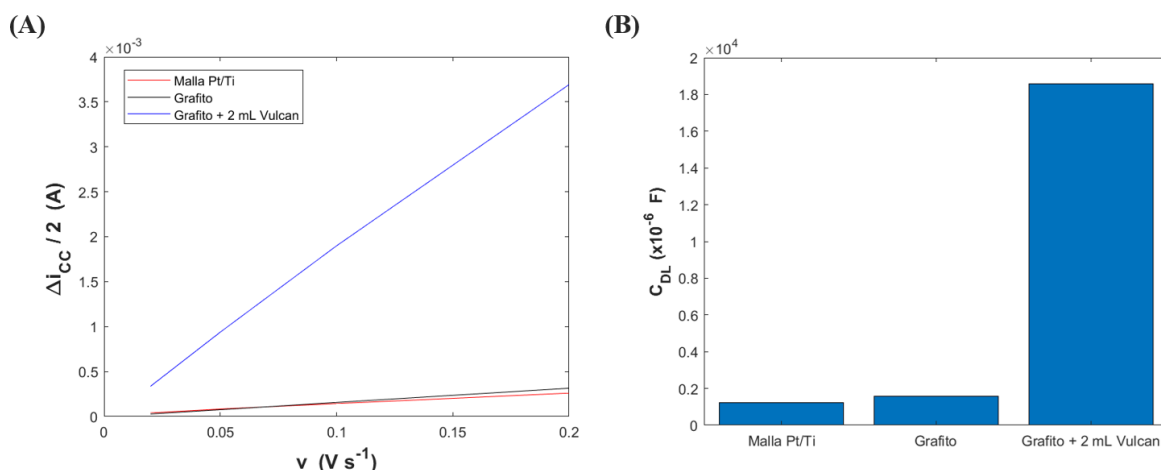 (A)
×10⁻³
4
3.5
3
2.5
2
1.5
1
0.5
0
Δi_CC / 2 (A)
Malla Pt/Ti
Grafito
Grafito + 2 mL Vulcan
0 0.05 0.1 0.15 0.2
ν (V s⁻¹)
(B)
×10⁴
2
1.8
1.6
1.4
1.2
1
0.8
0.6
0.4
0.2
0
C_DL (x10⁻⁶ F)
Malla Pt/Ti Grafito Grafito + 2 mL Vulcan